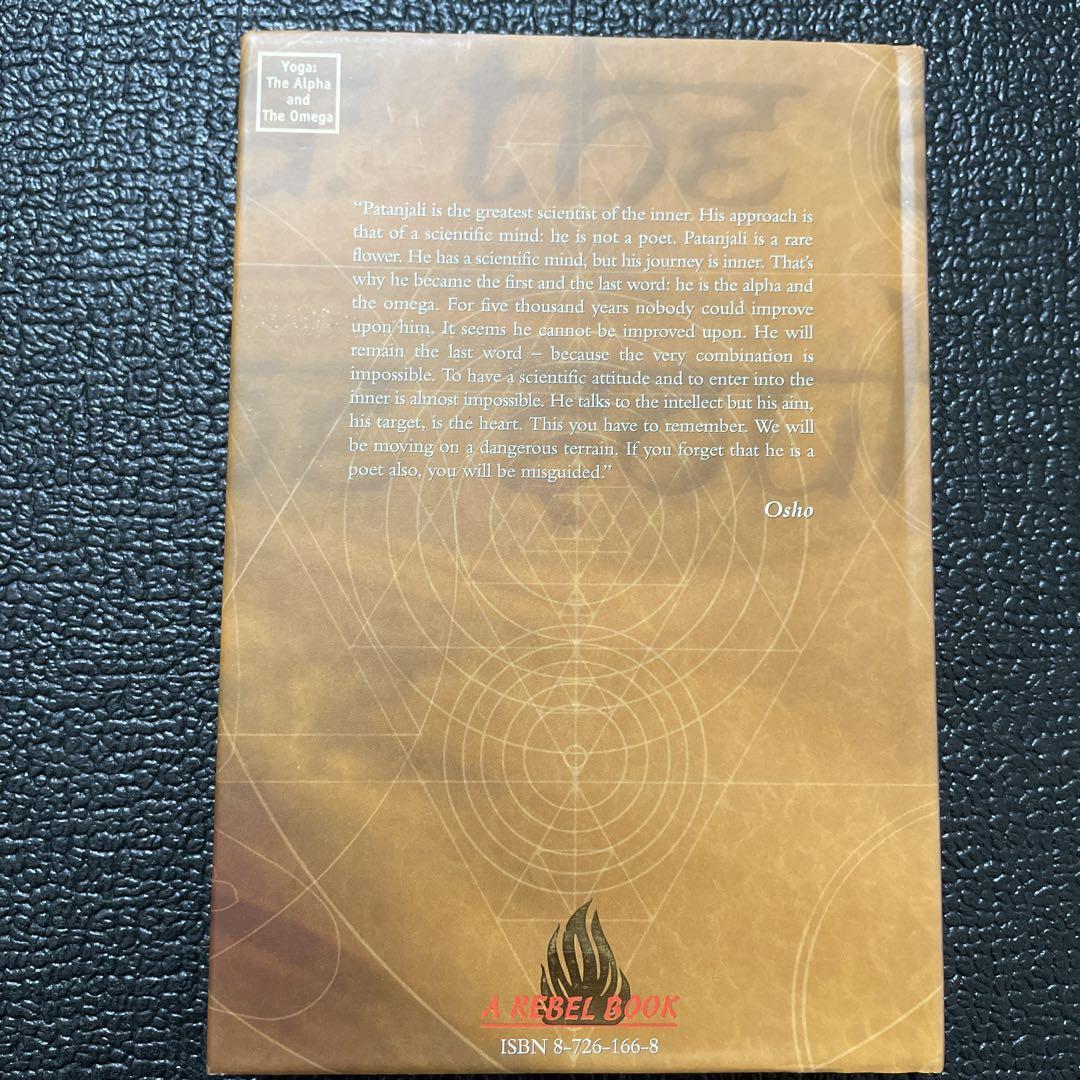 Yoga:
The Alpha
and
The Omega
the
"Patanjali is the greatest scientist of the inner. His approach is
that of a scientific mind: he is not a poet. Patanjali is a rare
flower. He has a scientific mind, but his journey is inner. That's
why he became the first and the last word: he is the alpha and
the omega. For five thousand years nobody could improve
upon him. It seems he cannot be improved upon. He will
remain the last word – because the very combination is
impossible. To have a scientific attitude and to enter into the
inner is almost impossible. He talks to the intellect but his aim,
his target, is the heart. This you have to remember. We will
be moving on a dangerous terrain. If you forget that he is a
poet also, you will be misguided."
Osho
A REBEL BOOK
ISBN 8-726-166-8